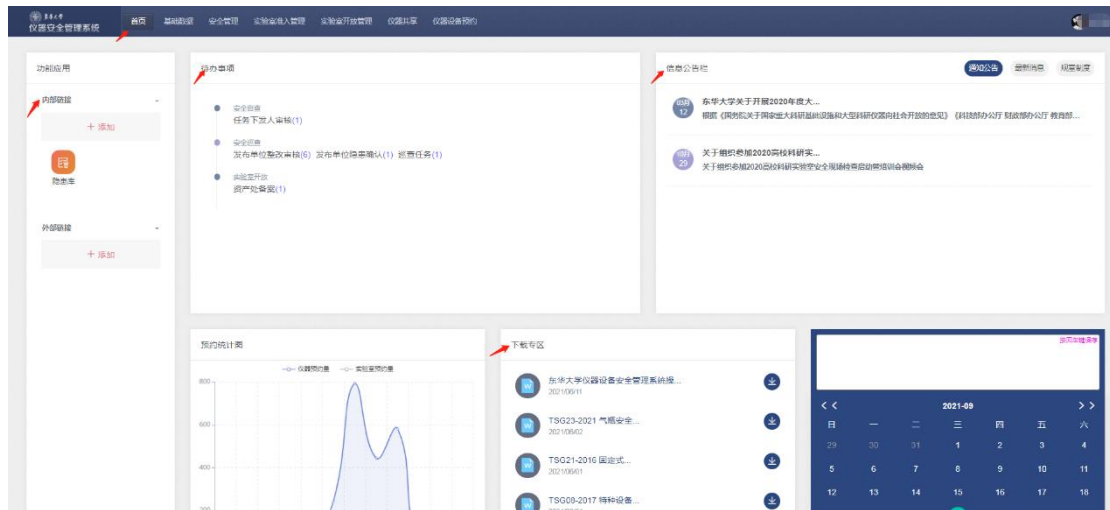 仪器安全管理系统
首页 基础数据 安全管理 实验室准入管理 实验室开放管理 仪器共享 仪器设备预约
功能应用
内部链接
+ 添加
隐患库
外部链接
+ 添加
待办事项
安全巡查
任务下发人审核(1)
安全巡查
发布单位整改审核(6) 发布单位隐患确认(1) 巡查任务(1)
实验室开放
资产处备案(1)
信息公告栏
通知公告 最新消息 规章制度
12
东华大学关于开展2020年度大...
根据《国务院关于国家重大科研基础设施和大型科研仪器向社会开放的意见》《科技部办公厅 财政部办公厅 教育部...
29
关于组织参加2020高校科研实...
关于组织参加2020高校科研实验室安全现场检查启动暨培训会视频会
预约统计图
仪器预约量 实验室预约量
800
600
400
200
下载专区
东华大学仪器设备安全管理系统操...
2021/06/11
TSG23-2021 气瓶安全...
2021/06/02
TSG21-2016 固定式...
2021/06/01
TSG08-2017 特种设备...
<< 2021-09 >>
日 一 二 三 四 五 六
29 30 31 1 2 3 4
5 6 7 8 9 10 11
12 13 14 15 16 17 18